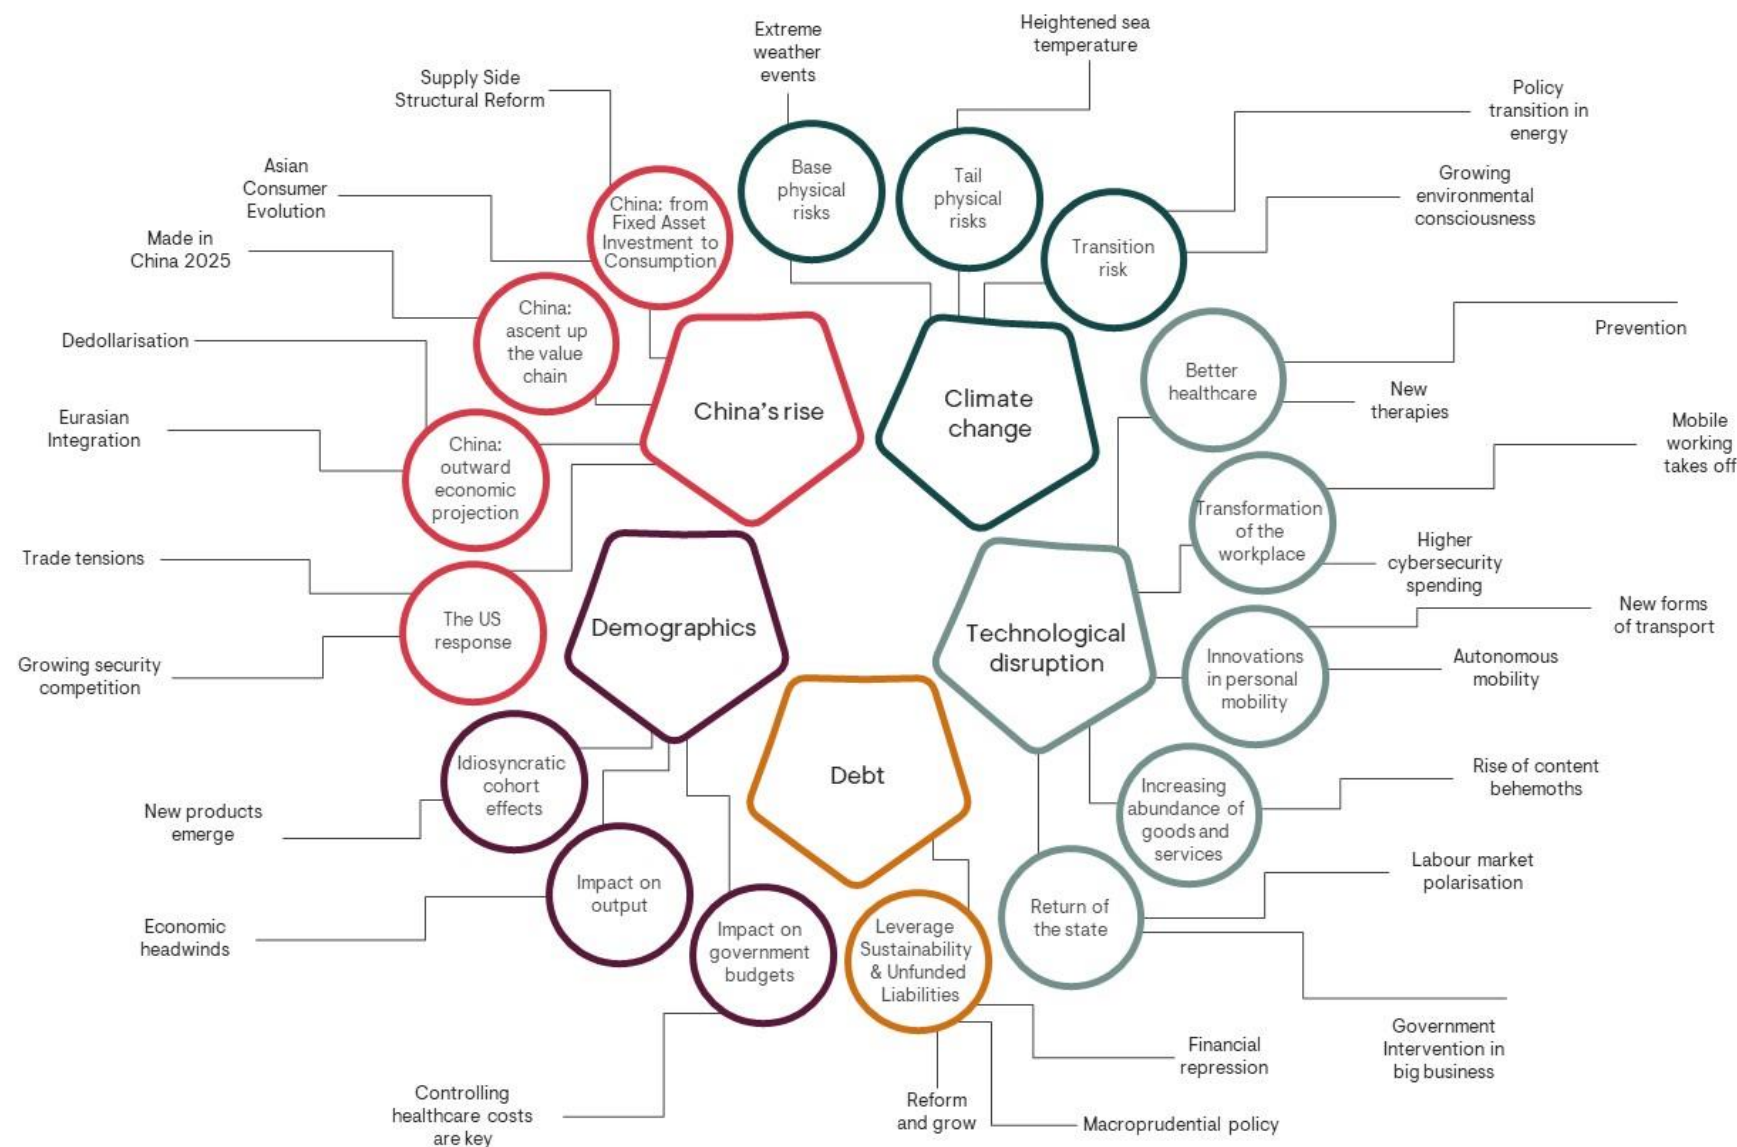 Extreme
weather
events
Heightened sea
temperature
Supply Side
Structural Reform
Policy
transition in
energy
Asian
Consumer
Evolution
Growing
environmental
consciousness
Made in
China 2025
Dedollarisation
Eurasian
Integration
Trade tensions
Growing security
competition
China: from
Fixed Asset
Investment to
Consumption
China:
ascent up
the value
chain
China:
outward
economic
projection
The US
response
China's rise
Base
physical
risks
Tail
physical
risks
Transition
risk
Climate
change
Better
healthcare
Prevention
New
therapies
Transformation
of the
workplace
Mobile
working
takes off
Higher
cybersecurity
spending
Innovations
in personal
mobility
New forms
of transport
Autonomous
mobility
Technological
disruption
Increasing
abundance of
goods and
services
Rise of content
behemoths
Return of
the state
Labour market
polarisation
Government
Intervention in
big business
Demographics
Idiosyncratic
cohort
effects
New products
emerge
Impact on
output
Economic
headwinds
Impact on
government
budgets
Controlling
healthcare costs
are key
Debt
Leverage
Sustainability
& Unfunded
Liabilities
Financial
repression
Reform
and grow
Macroprudential policy